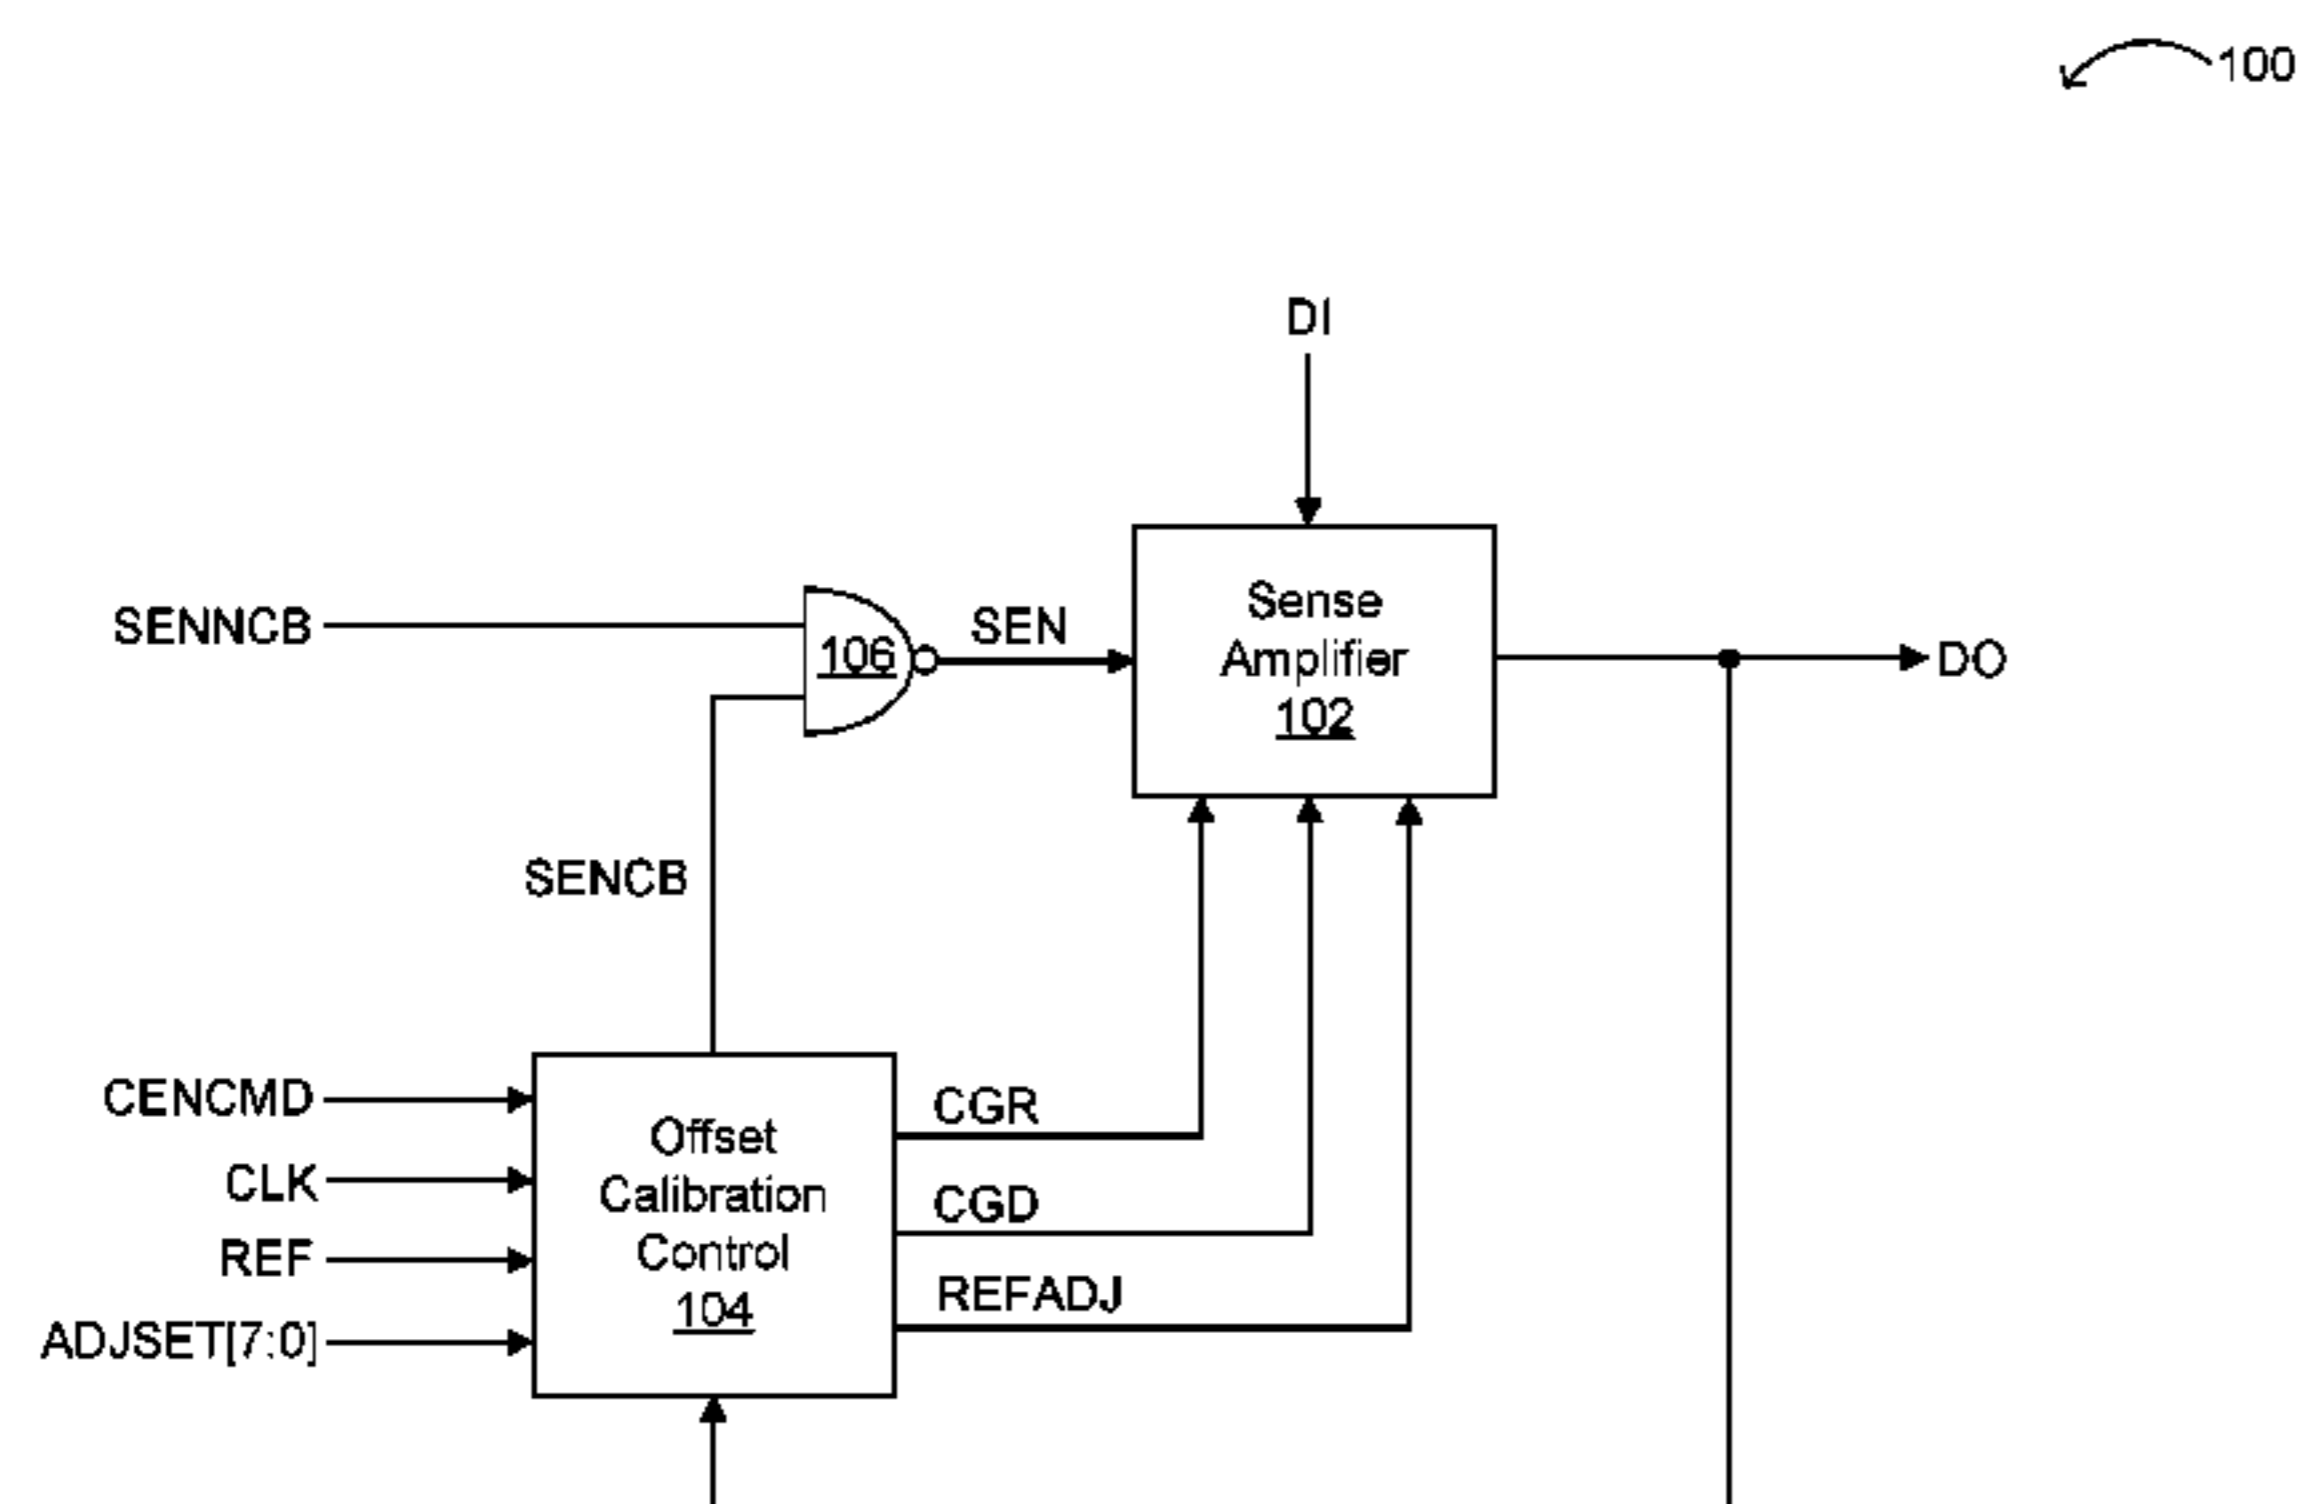 100
DI
SENNCB
106
SEN
Sense
Amplifier
102
DO
SENCB
CENCMD
CLK
REF
ADJSET[7:0]
Offset
Calibration
Control
104
CGR
CGD
REFADJ